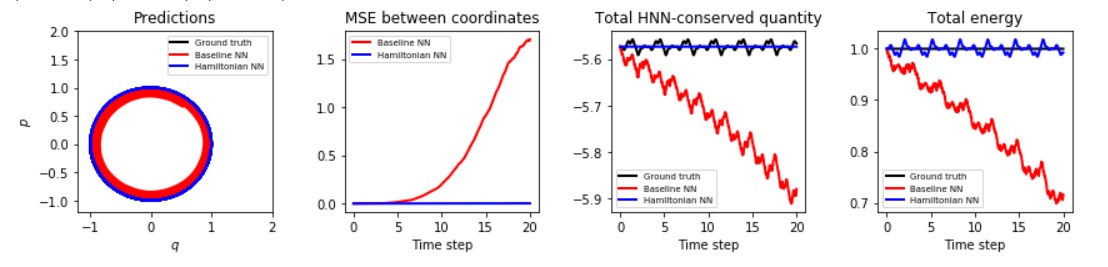 Predictions
2.0
1.5
1.0
0.5
0.0
−0.5
−1.0
p
−1
0
1
2
q
Ground truth
Baseline NN
Hamiltonian NN
MSE between coordinates
1.5
1.0
0.5
0.0
0
5
10
15
20
Time step
Baseline NN
Hamiltonian NN
Total HNN-conserved quantity
−5.6
−5.7
−5.8
−5.9
0
5
10
15
20
Time step
Ground truth
Baseline NN
Hamiltonian NN
Total energy
1.0
0.9
0.8
0.7
0
5
10
15
20
Time step
Ground truth
Baseline NN
Hamiltonian NN